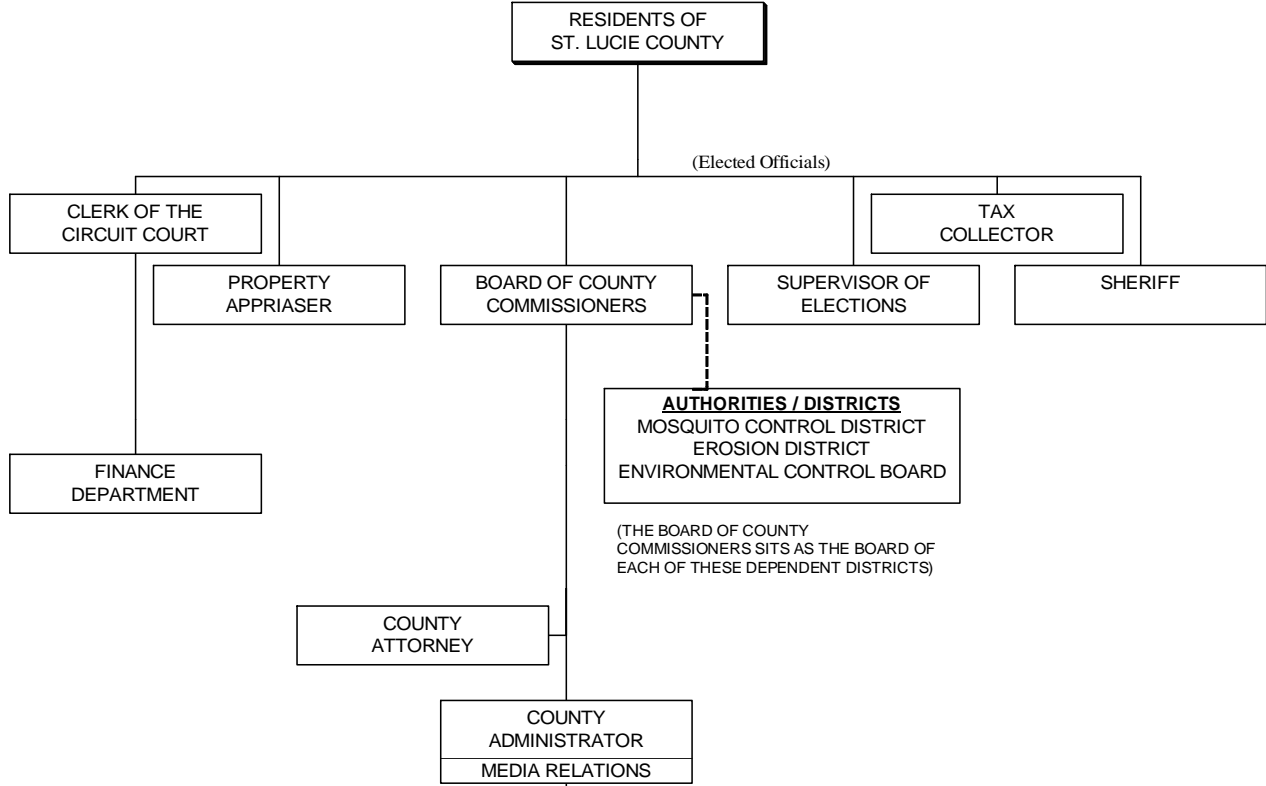 RESIDENTS OF
ST. LUCIE COUNTY
(Elected Officials)
CLERK OF THE
CIRCUIT COURT
TAX
COLLECTOR
PROPERTY
APPRIASER
BOARD OF COUNTY
COMMISSIONERS
SUPERVISOR OF
ELECTIONS
SHERIFF
AUTHORITIES / DISTRICTS
MOSQUITO CONTROL DISTRICT
EROSION DISTRICT
ENVIRONMENTAL CONTROL BOARD
FINANCE
DEPARTMENT
(THE BOARD OF COUNTY
COMMISSIONERS SITS AS THE BOARD OF
EACH OF THESE DEPENDENT DISTRICTS)
COUNTY
ATTORNEY
COUNTY
ADMINISTRATOR
MEDIA RELATIONS